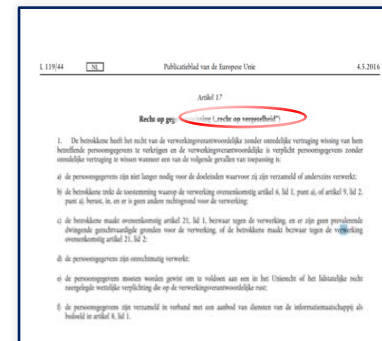 L 119/44 NL Publicatieblad van de Europese Unie 4.5.2016
Artikel 17
Recht op („recht op vergetelheid”)
1. De betrokkene heeft het recht van de verwerkingsverantwoordelijke zonder onredelijke vertraging wissing van hem
betreffende persoonsgegevens te verkrijgen en de verwerkingsverantwoordelijke is verplicht persoonsgegevens zonder
onredelijke vertraging te wissen wanneer een van de volgende gevallen van toepassing is:
a) de persoonsgegevens zijn niet langer nodig voor de doeleinden waarvoor zij zijn verzameld of anderszins verwerkt;
b) de betrokkene trekt de toestemming waarop de verwerking overeenkomstig artikel 6, lid 1, punt a), of artikel 9, lid 2,
punt a), berust, in, en er is geen andere rechtsgrond voor de verwerking;
c) de betrokkene maakt overeenkomstig artikel 21, lid 1, bezwaar tegen de verwerking, en er zijn geen prevalerende
dwingende gerechtvaardigde gronden voor de verwerking, of de betrokkene maakt bezwaar tegen de verwerking
overeenkomstig artikel 21, lid 2;
d) de persoonsgegevens zijn onrechtmatig verwerkt;
e) de persoonsgegevens moeten worden gewist om te voldoen aan een in het Unierecht of het lidstatelijke recht
neergelegde wettelijke verplichting die op de verwerkingsverantwoordelijke rust;
f) de persoonsgegevens zijn verzameld in verband met een aanbod van diensten van de informatiemaatschappij als
bedoeld in artikel 8, lid 1.